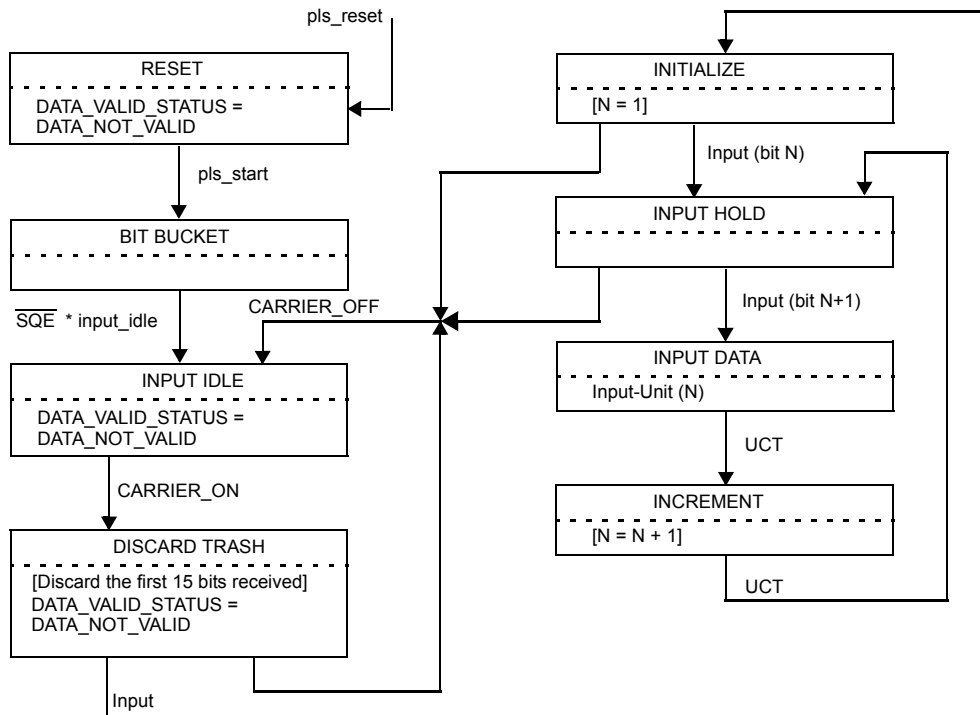 pls_reset
RESET
DATA_VALID_STATUS =
DATA_NOT_VALID
pls_start
BIT BUCKET
SQE * input_idle
CARRIER_OFF
INPUT IDLE
DATA_VALID_STATUS =
DATA_NOT_VALID
CARRIER_ON
DISCARD TRASH
[Discard the first 15 bits received]
DATA_VALID_STATUS =
DATA_NOT_VALID
Input
INITIALIZE
[N = 1]
Input (bit N)
INPUT HOLD
Input (bit N+1)
INPUT DATA
Input-Unit (N)
UCT
INCREMENT
[N = N + 1]
UCT